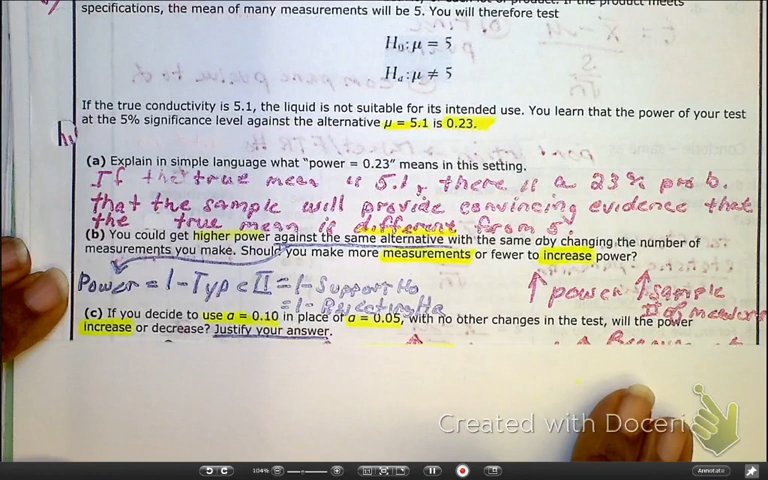 specifications, the mean of many measurements will be 5. You will therefore test
H₀: μ = 5
Hₐ: μ ≠ 5
If the true conductivity is 5.1, the liquid is not suitable for its intended use. You learn that the power of your test
at the 5% significance level against the alternative μ = 5.1 is 0.23.
(a) Explain in simple language what "power = 0.23" means in this setting.
If the true mean is 5.1, there is a 23% prob.
that the sample will provide convincing evidence that
the true mean is different from 5.
(b) You could get higher power against the same alternative with the same α by changing the number of
measurements you make. Should you make more measurements or fewer to increase power?
Power = 1 - Type II = 1 - Support H₀
= 1 - Rejecting Ha
↑ power ↑ sample
(c) If you decide to use α = 0.10 in place of α = 0.05, with no other changes in the test, will the power
increase or decrease? Justify your answer.
Created with Doceri
104%
Annotate